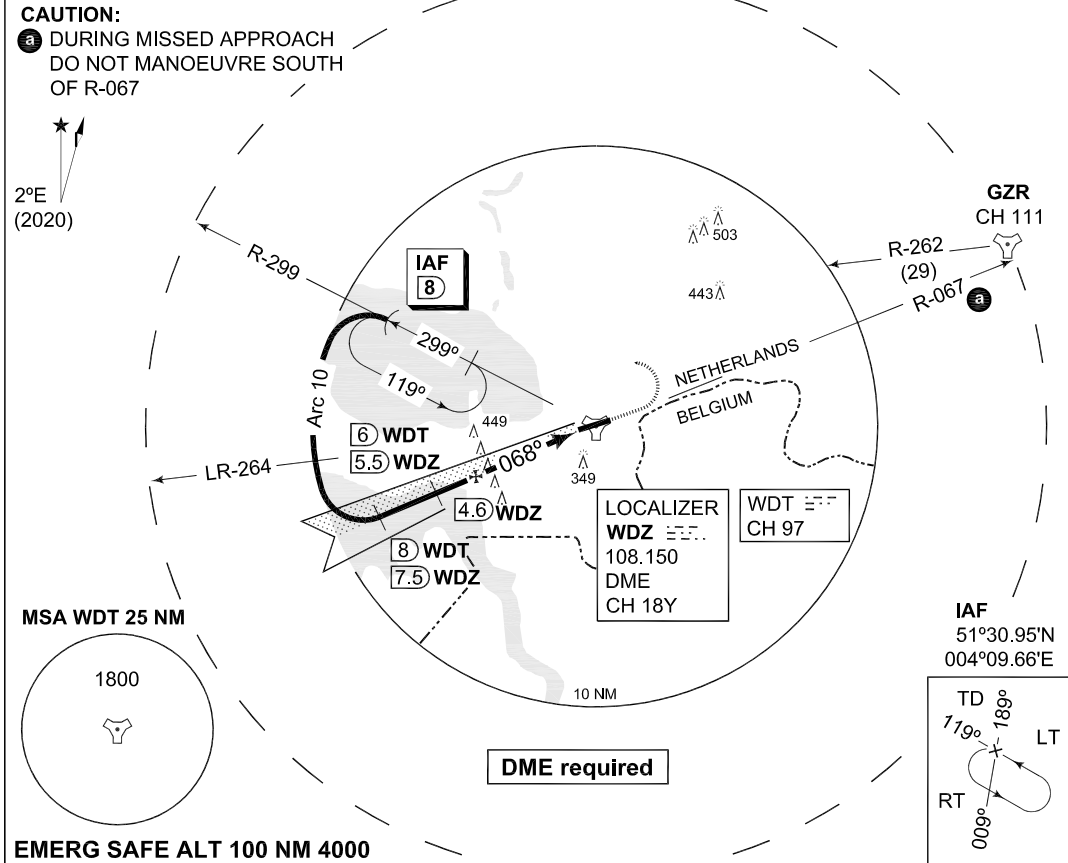 CAUTION:
a DURING MISSED APPROACH
DO NOT MANOEUVRE SOUTH
OF R-067
2ºE
(2020)
GZR
CH 111
R-262
(29)
R-067
a
R-299
IAF
8
503
443
299º
119º
Arc 10
NETHERLANDS
BELGIUM
449
6 WDT
5.5 WDZ
068º
LR-264
349
4.6 WDZ
8 WDT
7.5 WDZ
LOCALIZER
WDZ
108.150
DME
CH 18Y
WDT
CH 97
MSA WDT 25 NM
1800
10 NM
IAF
51º30.95'N
004º09.66'E
TD
119º
189º
LT
RT
009º
DME required
EMERG SAFE ALT 100 NM 4000